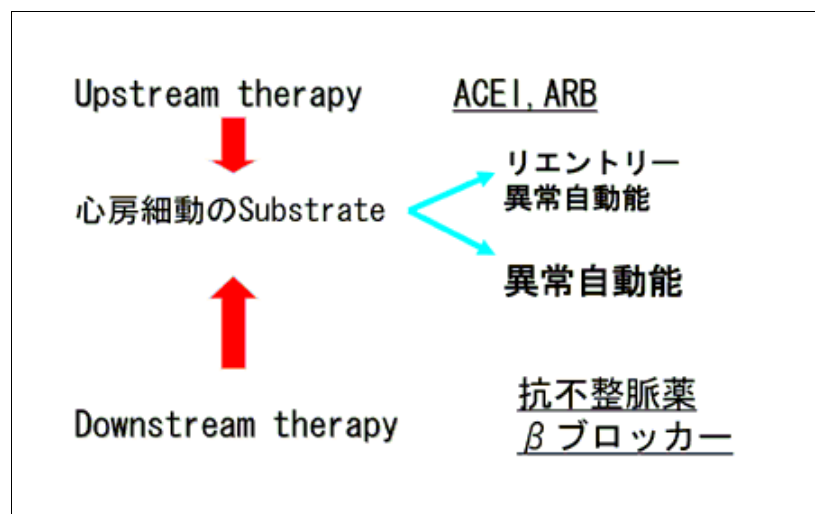 Upstream therapy
ACEI, ARB
リエントリー
異常自動能
心房細動のSubstrate
異常自動能
抗不整脈薬
βブロッカー
Downstream therapy